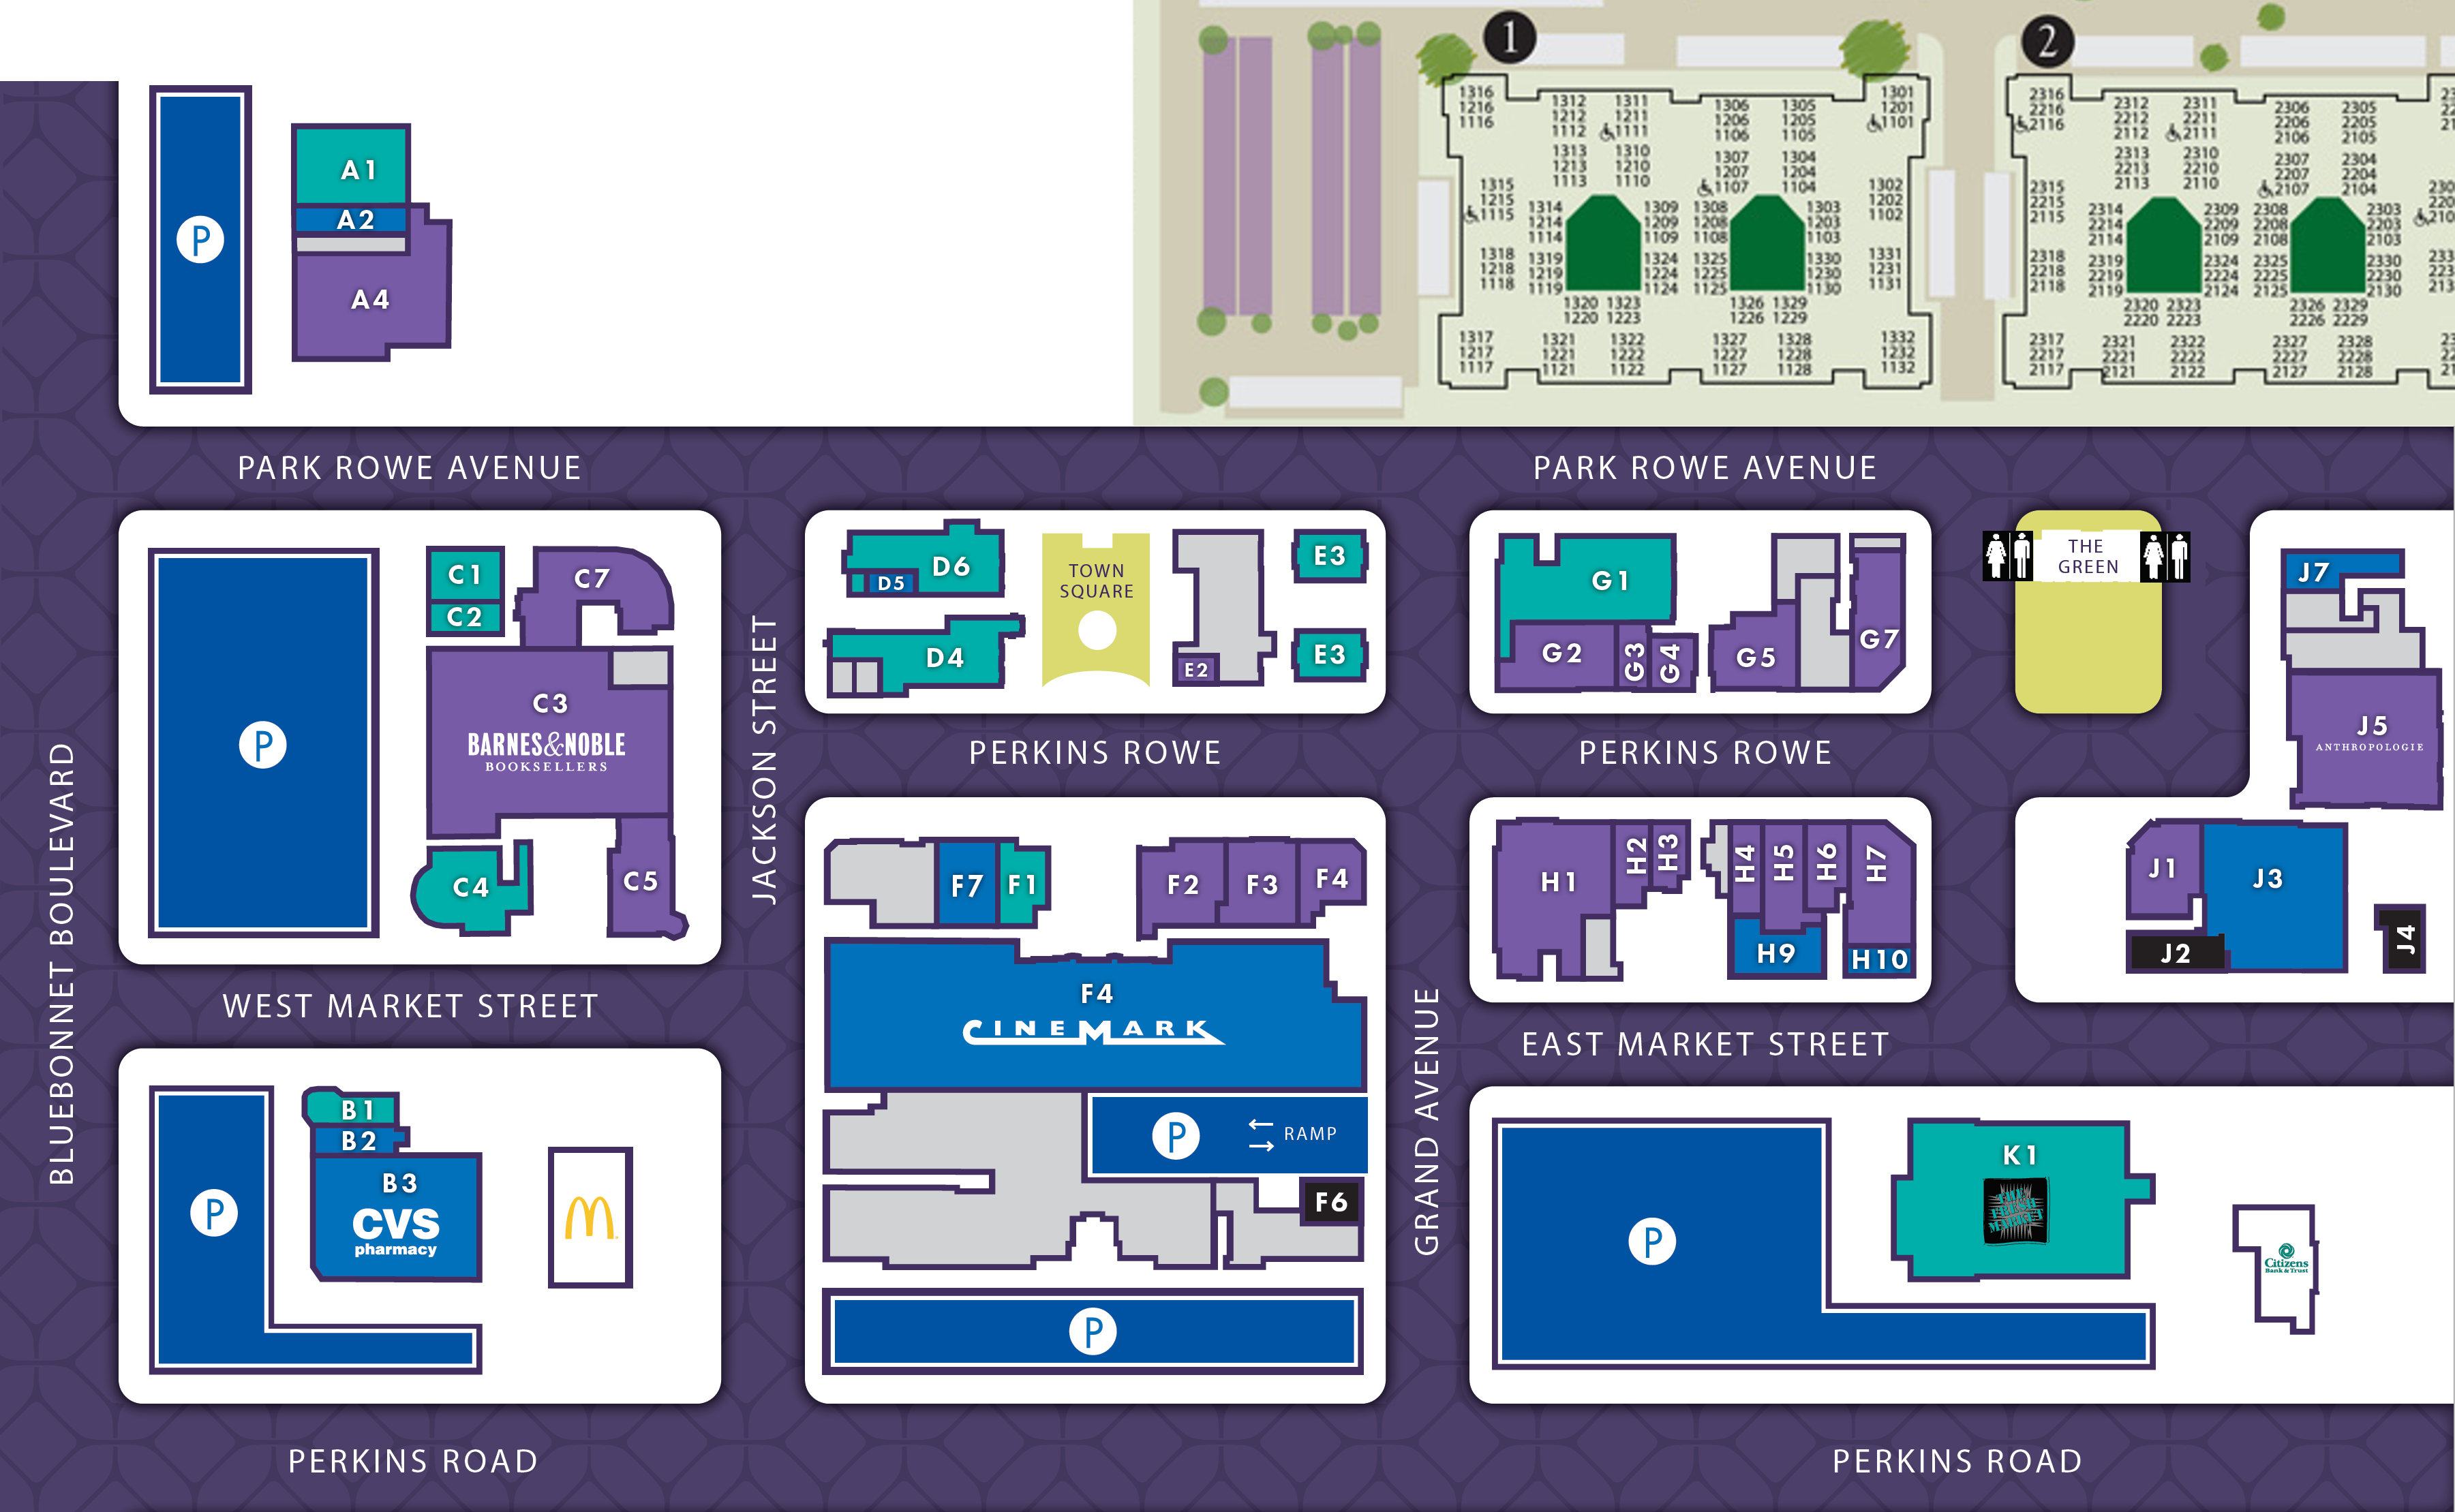 1
2
1316
1216
1116
1312
1212
1112
1311
1211
1111
1306
1206
1106
1305
1205
1105
1301
1201
1101
1313
1213
1113
1310
1210
1110
1307
1207
1107
1304
1204
1104
1315
1215
1115
1314
1214
1114
1309
1209
1109
1308
1208
1108
1303
1203
1103
1302
1202
1102
1318
1218
1118
1319
1219
1119
1324
1224
1124
1325
1225
1125
1330
1230
1130
1331
1231
1131
1320 1323
1220 1223
1326 1329
1226 1229
1317
1217
1117
1321
1221
1121
1322
1222
1122
1327
1227
1127
1328
1228
1128
1332
1232
1132
2316
2216
2116
2312
2212
2112
2311
2211
2111
2306
2206
2106
2305
2205
2105
2313
2213
2113
2310
2210
2110
2307
2207
2107
2304
2204
2104
2315
2215
2115
2314
2214
2114
2309
2209
2109
2308
2208
2108
2303
2203
2103
2318
2218
2118
2319
2219
2119
2324
2224
2124
2325
2225
2125
2330
2230
2130
2320 2323
2220 2223
2326 2329
2226 2229
2317
2217
2117
2321
2221
2121
2322
2222
2122
2327
2227
2127
2328
2228
2128
P
A1
A2
A4
PARK ROWE AVENUE
PARK ROWE AVENUE
P
C1
C2
C7
C3
BARNES&NOBLE
BOOKSELLERS
C4
C5
D6
D5
D4
TOWN
SQUARE
E2
E3
E3
G1
G2
G3
G4
G5
G7
THE
GREEN
J7
J5
ANTHROPOLOGIE
BLUEBONNET BOULEVARD
JACKSON STREET
PERKINS ROWE
PERKINS ROWE
F7
F1
F2
F3
F4
F4
CINEMARK
P
RAMP
F6
P
H1
H2
H3
H4
H5
H6
H7
H9
H10
J1
J3
J2
J4
WEST MARKET STREET
GRAND AVENUE
EAST MARKET STREET
P
B1
B2
B3
CVS
pharmacy
P
K1
THE
FRESH
MARKET
Citizens
Bank & Trust
PERKINS ROAD
PERKINS ROAD